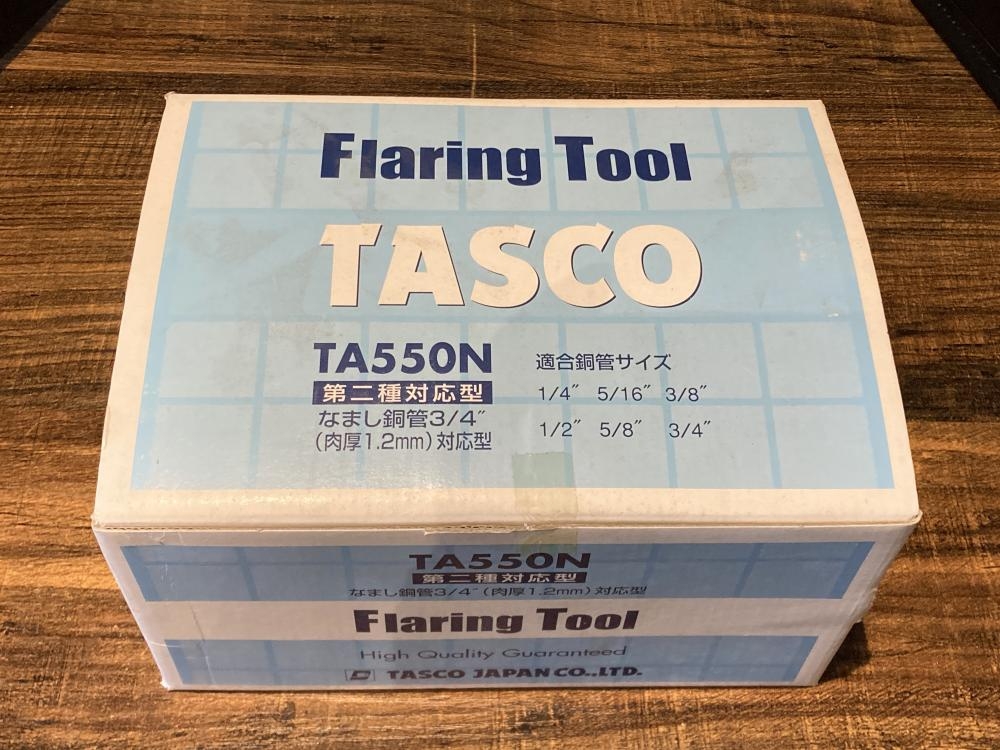 Flaring Tool
TASCO
TA550N
第二種対応型
なまし銅管3/4″
(肉厚1.2mm)対応型
適合銅管サイズ
1/4″ 5/16″ 3/8″
1/2″ 5/8″ 3/4″
TA550N
第二種対応型
なまし銅管3/4″(肉厚1.2mm)対応型
Flaring Tool
High Quality Guaranteed
TASCO JAPAN CO.,LTD.